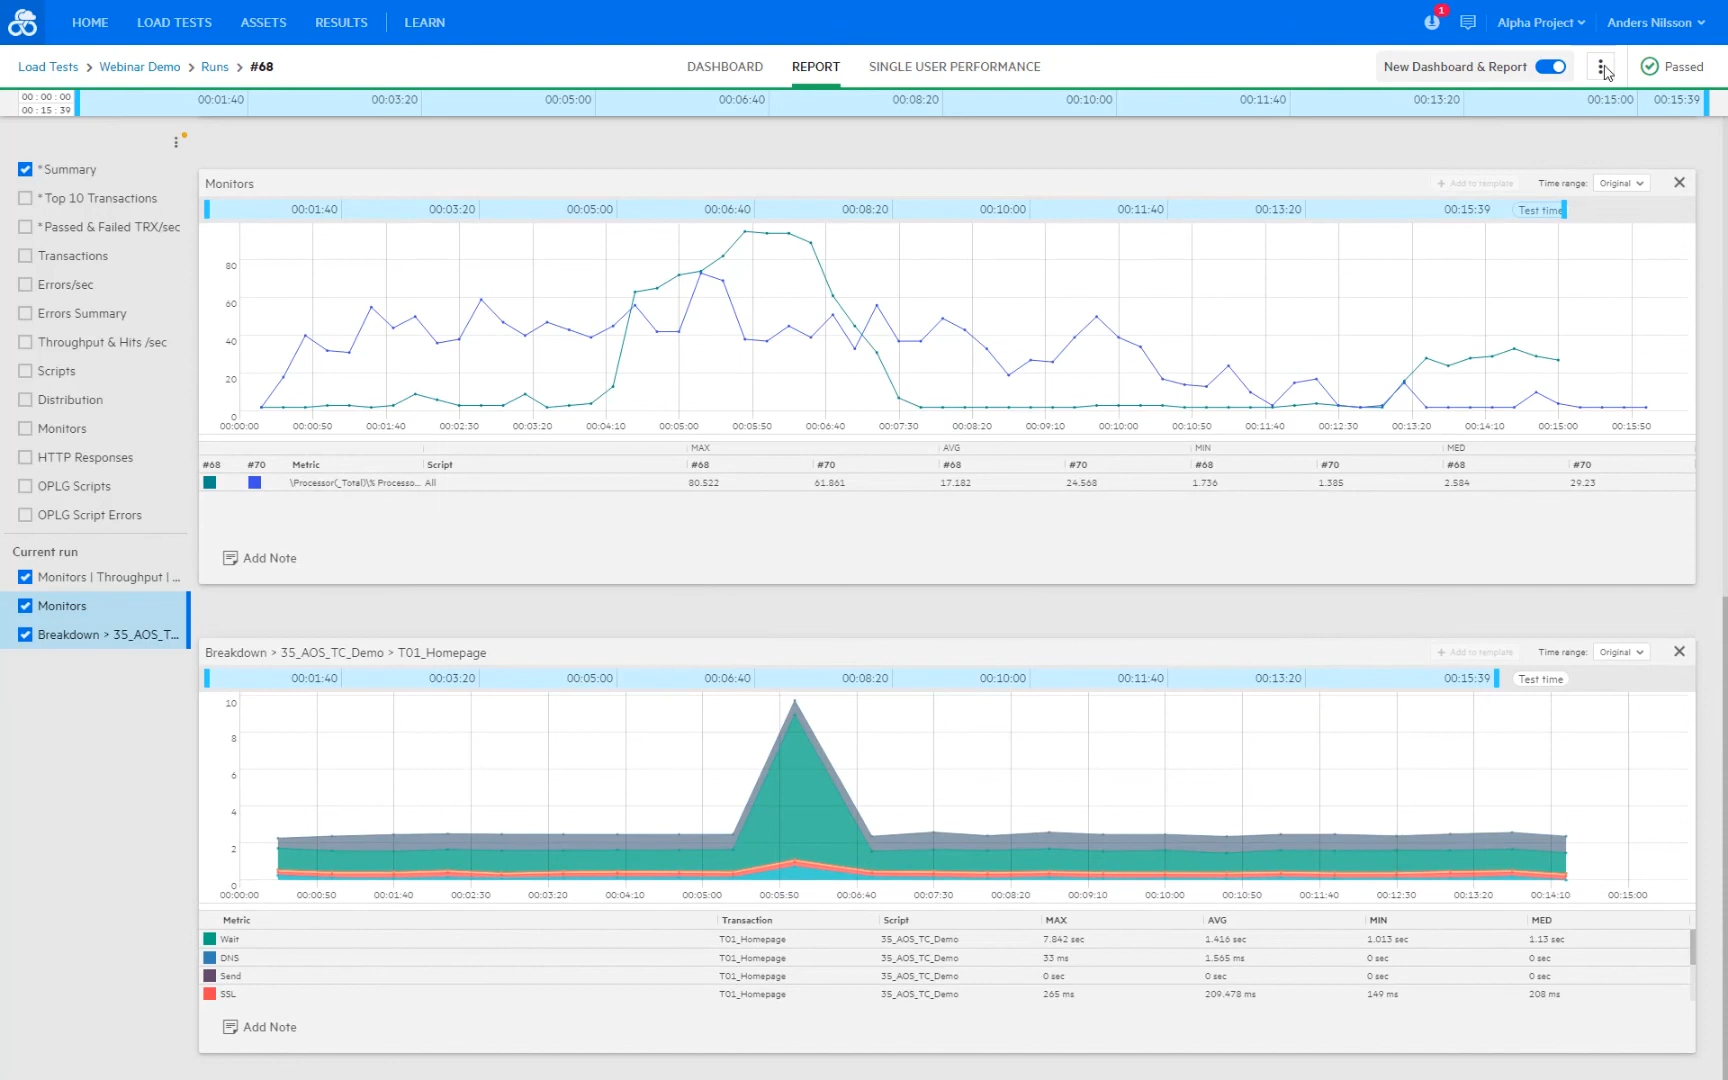 HOME LOAD TESTS ASSETS RESULTS LEARN 1 Alpha Project Anders Nilsson
Load Tests > Webinar Demo > Runs > #68 DASHBOARD REPORT SINGLE USER PERFORMANCE New Dashboard & Report Passed
00 : 00 : 00
00 : 15 : 39
00:01:40 00:03:20 00:05:00 00:06:40 00:08:20 00:10:00 00:11:40 00:13:20 00:15:00 00:15:39
* Summary
* Top 10 Transactions
* Passed & Failed TRX/sec
Transactions
Errors/sec
Errors Summary
Throughput & Hits /sec
Scripts
Distribution
Monitors
HTTP Responses
OPLG Scripts
OPLG Script Errors
Current run
Monitors | Throughput | ...
Monitors
Breakdown > 35_AOS_T...
Monitors + Add to template Time range: Original
00:01:40 00:03:20 00:05:00 00:06:40 00:08:20 00:10:00 00:11:40 00:13:20 00:15:39 Test time
80
60
40
20
0
00:00:00 00:00:50 00:01:40 00:02:30 00:03:20 00:04:10 00:05:00 00:05:50 00:06:40 00:07:30 00:08:20 00:09:10 00:10:00 00:10:50 00:11:40 00:12:30 00:13:20 00:14:10 00:15:00 00:15:50
MAX AVG MIN MED
#68 #70 Metric Script #68 #70 #68 #70 #68 #70 #68 #70
\Processor(_Total)\% Processo... All 80.522 61.861 17.182 24.568 1.736 1.385 2.584 29.23
Add Note
Breakdown > 35_AOS_TC_Demo > T01_Homepage + Add to template Time range: Original
00:01:40 00:03:20 00:05:00 00:06:40 00:08:20 00:10:00 00:11:40 00:13:20 00:15:39 Test time
10
8
6
4
2
0
00:00:00 00:00:50 00:01:40 00:02:30 00:03:20 00:04:10 00:05:00 00:05:50 00:06:40 00:07:30 00:08:20 00:09:10 00:10:00 00:10:50 00:11:40 00:12:30 00:13:20 00:14:10 00:15:00
Metric Transaction Script MAX AVG MIN MED
Wait T01_Homepage 35_AOS_TC_Demo 7.842 sec 1.416 sec 1.013 sec 1.13 sec
DNS T01_Homepage 35_AOS_TC_Demo 33 ms 1.565 ms 0 sec 0 sec
Send T01_Homepage 35_AOS_TC_Demo 0 sec 0 sec 0 sec 0 sec
SSL T01_Homepage 35_AOS_TC_Demo 265 ms 209.478 ms 149 ms 208 ms
Add Note